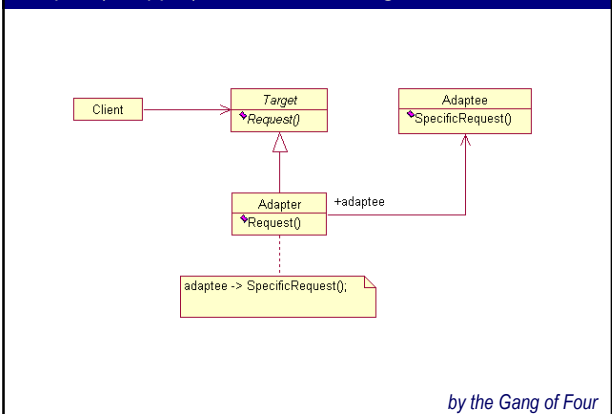 Client
Target
Request()
Adaptee
SpecificRequest()
Adapter
Request()
+adaptee
adaptee -> SpecificRequest();
by the Gang of Four